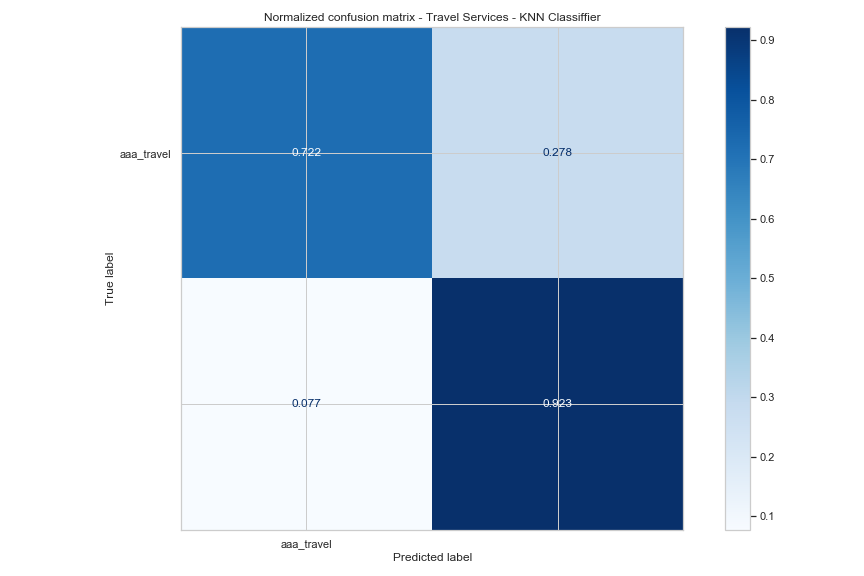 Normalized confusion matrix - Travel Services - KNN Classiffier
aaa_travel
0.722
0.278
True label
0.077
0.923
aaa_travel
Predicted label
0.9
0.8
0.7
0.6
0.5
0.4
0.3
0.2
0.1